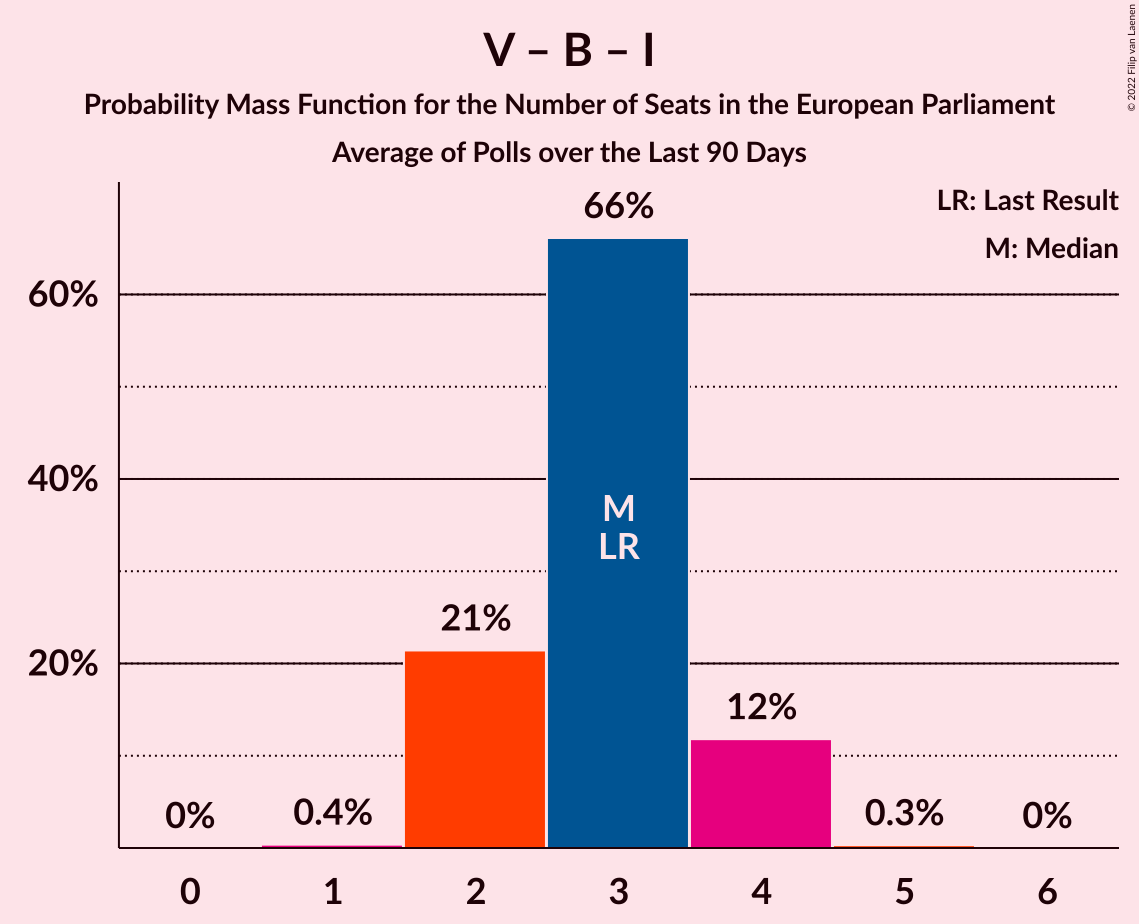 V – B – I
Probability Mass Function for the Number of Seats in the European Parliament
Average of Polls over the Last 90 Days
© 2022 Filip van Laenen
LR: Last Result
M: Median
66%
60%
40%
M
LR
21%
20%
12%
0%
0.4%
0.3%
0%
0 1 2 3 4 5 6